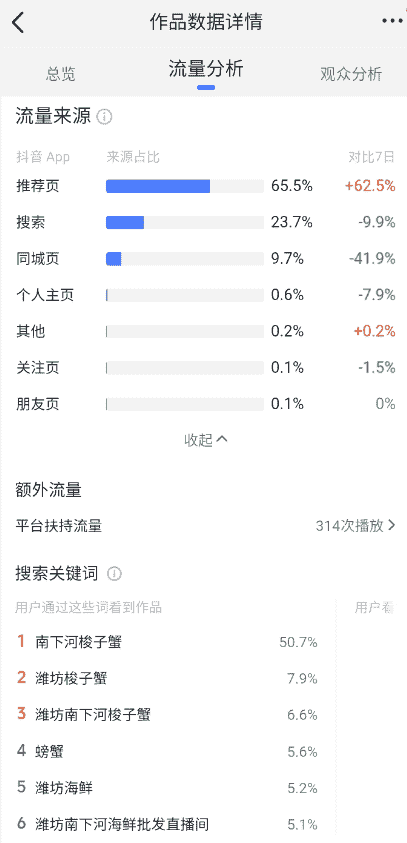 作品数据详情
总览 流量分析 观众分析
流量来源
抖音 App 来源占比 对比7日
推荐页 65.5% +62.5%
搜索 23.7% -9.9%
同城页 9.7% -41.9%
个人主页 0.6% -7.9%
其他 0.2% +0.2%
关注页 0.1% -1.5%
朋友页 0.1% 0%
收起
额外流量
平台扶持流量 314次播放
搜索关键词
用户通过这些词看到作品 用户看
1 南下河梭子蟹 50.7%
2 潍坊梭子蟹 7.9%
3 潍坊南下河梭子蟹 6.6%
4 螃蟹 5.6%
5 潍坊海鲜 5.2%
6 潍坊南下河海鲜批发直播间 5.1%